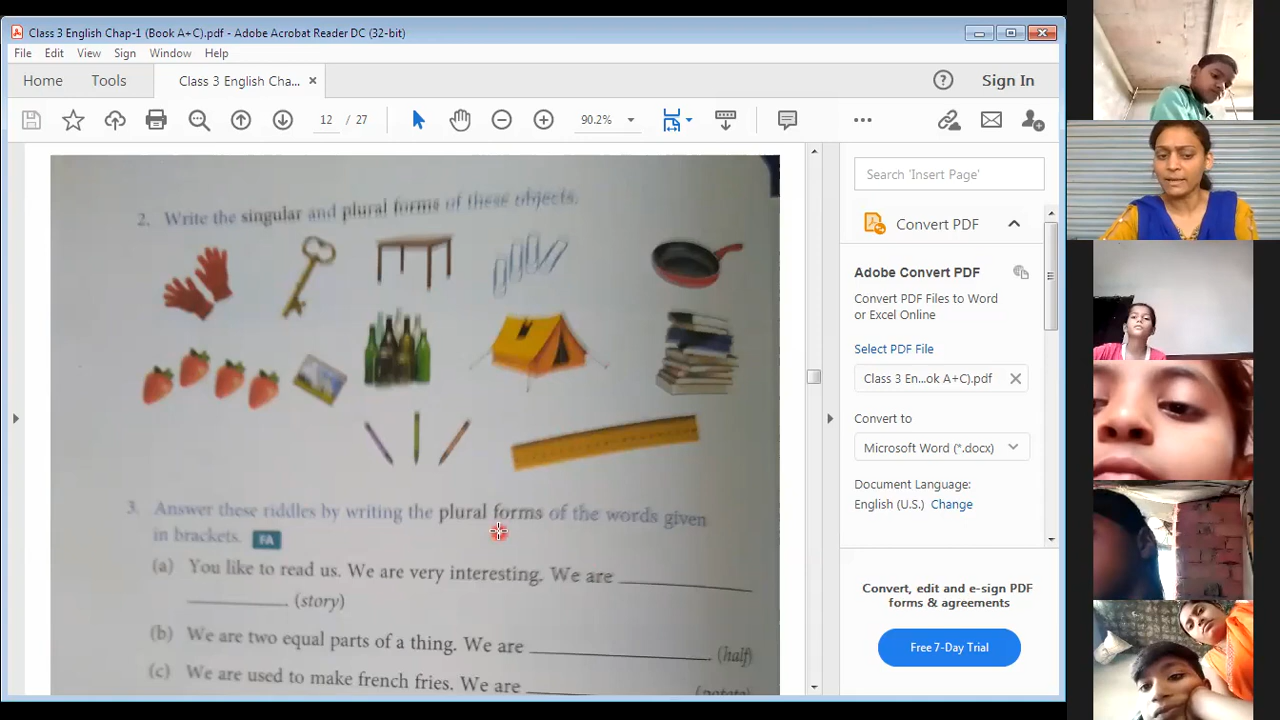 Class 3 English Chap-1 (Book A+C).pdf - Adobe Acrobat Reader DC (32-bit)
File Edit View Sign Window Help
Home Tools Class 3 English Cha... ×
Sign In
12 / 27
90.2%
2. Write the singular and plural forms of these objects.
3. Answer these riddles by writing the plural forms of the words given
in brackets. FA
(a) You like to read us. We are very interesting. We are
(story)
(b) We are two equal parts of a thing. We are (half)
(c) We are used to make french fries. We are (potato)
Search 'Insert Page'
Convert PDF
Adobe Convert PDF
Convert PDF Files to Word
or Excel Online
Select PDF File
Class 3 En...ok A+C).pdf
Convert to
Microsoft Word (*.docx)
Document Language:
English (U.S.) Change
Convert, edit and e-sign PDF
forms & agreements
Free 7-Day Trial